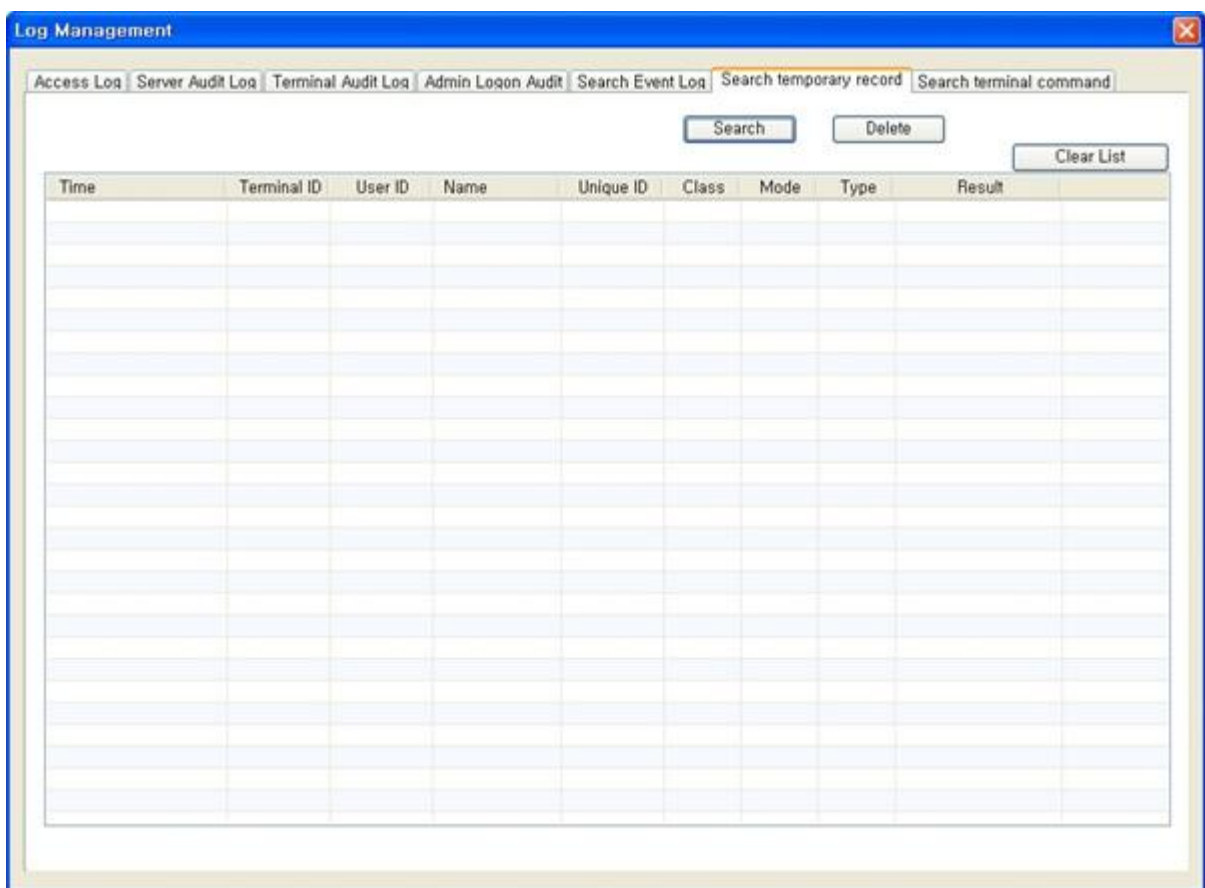 Log Management
Access Log Server Audit Log Terminal Audit Log Admin Logon Audit Search Event Log Search temporary record Search terminal command
Search Delete
Clear List
Time Terminal ID User ID Name Unique ID Class Mode Type Result